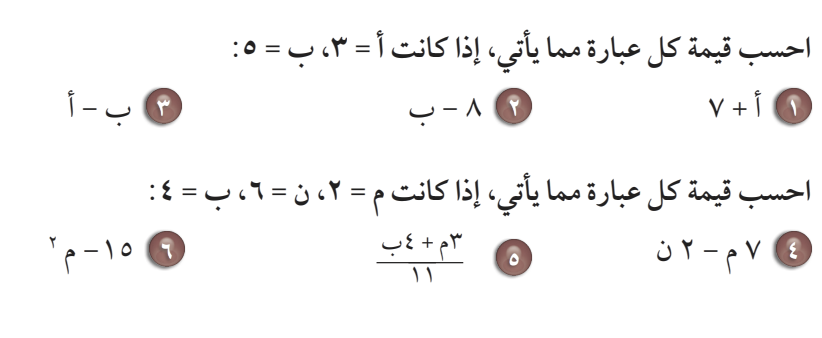 احسب قيمة كل عبارة مما يأتي، إذا كانت أ = ٣، ب = ٥:
١ أ + ٧ ٢ ٨ – ب ٣ ب – أ
احسب قيمة كل عبارة مما يأتي، إذا كانت م = ٢، ن = ٦، ب = ٤:
٤ ٧ م – ٢ ن ٥ ٣م + ٤ب / ١١ ٦ ١٥ – م ٢